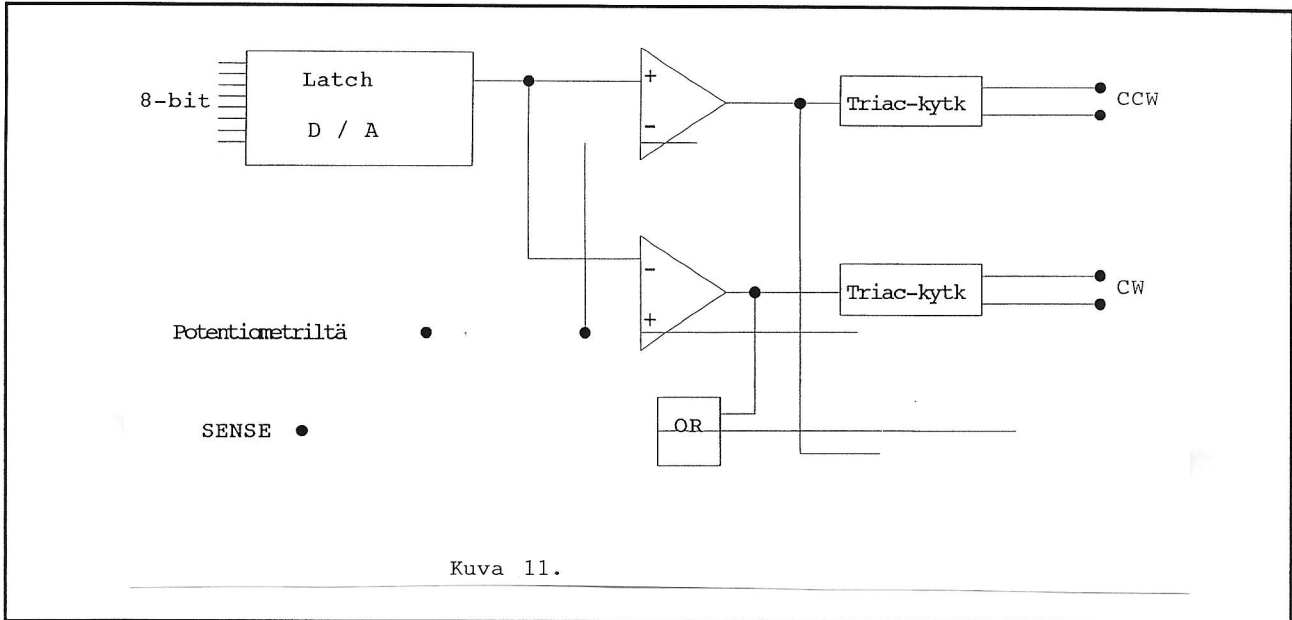 8-bit
Latch
D / A
+
-
Triac-kytk
CCW
-
+
Triac-kytk
CW
Potentiometriltä
OR
SENSE
Kuva 11.